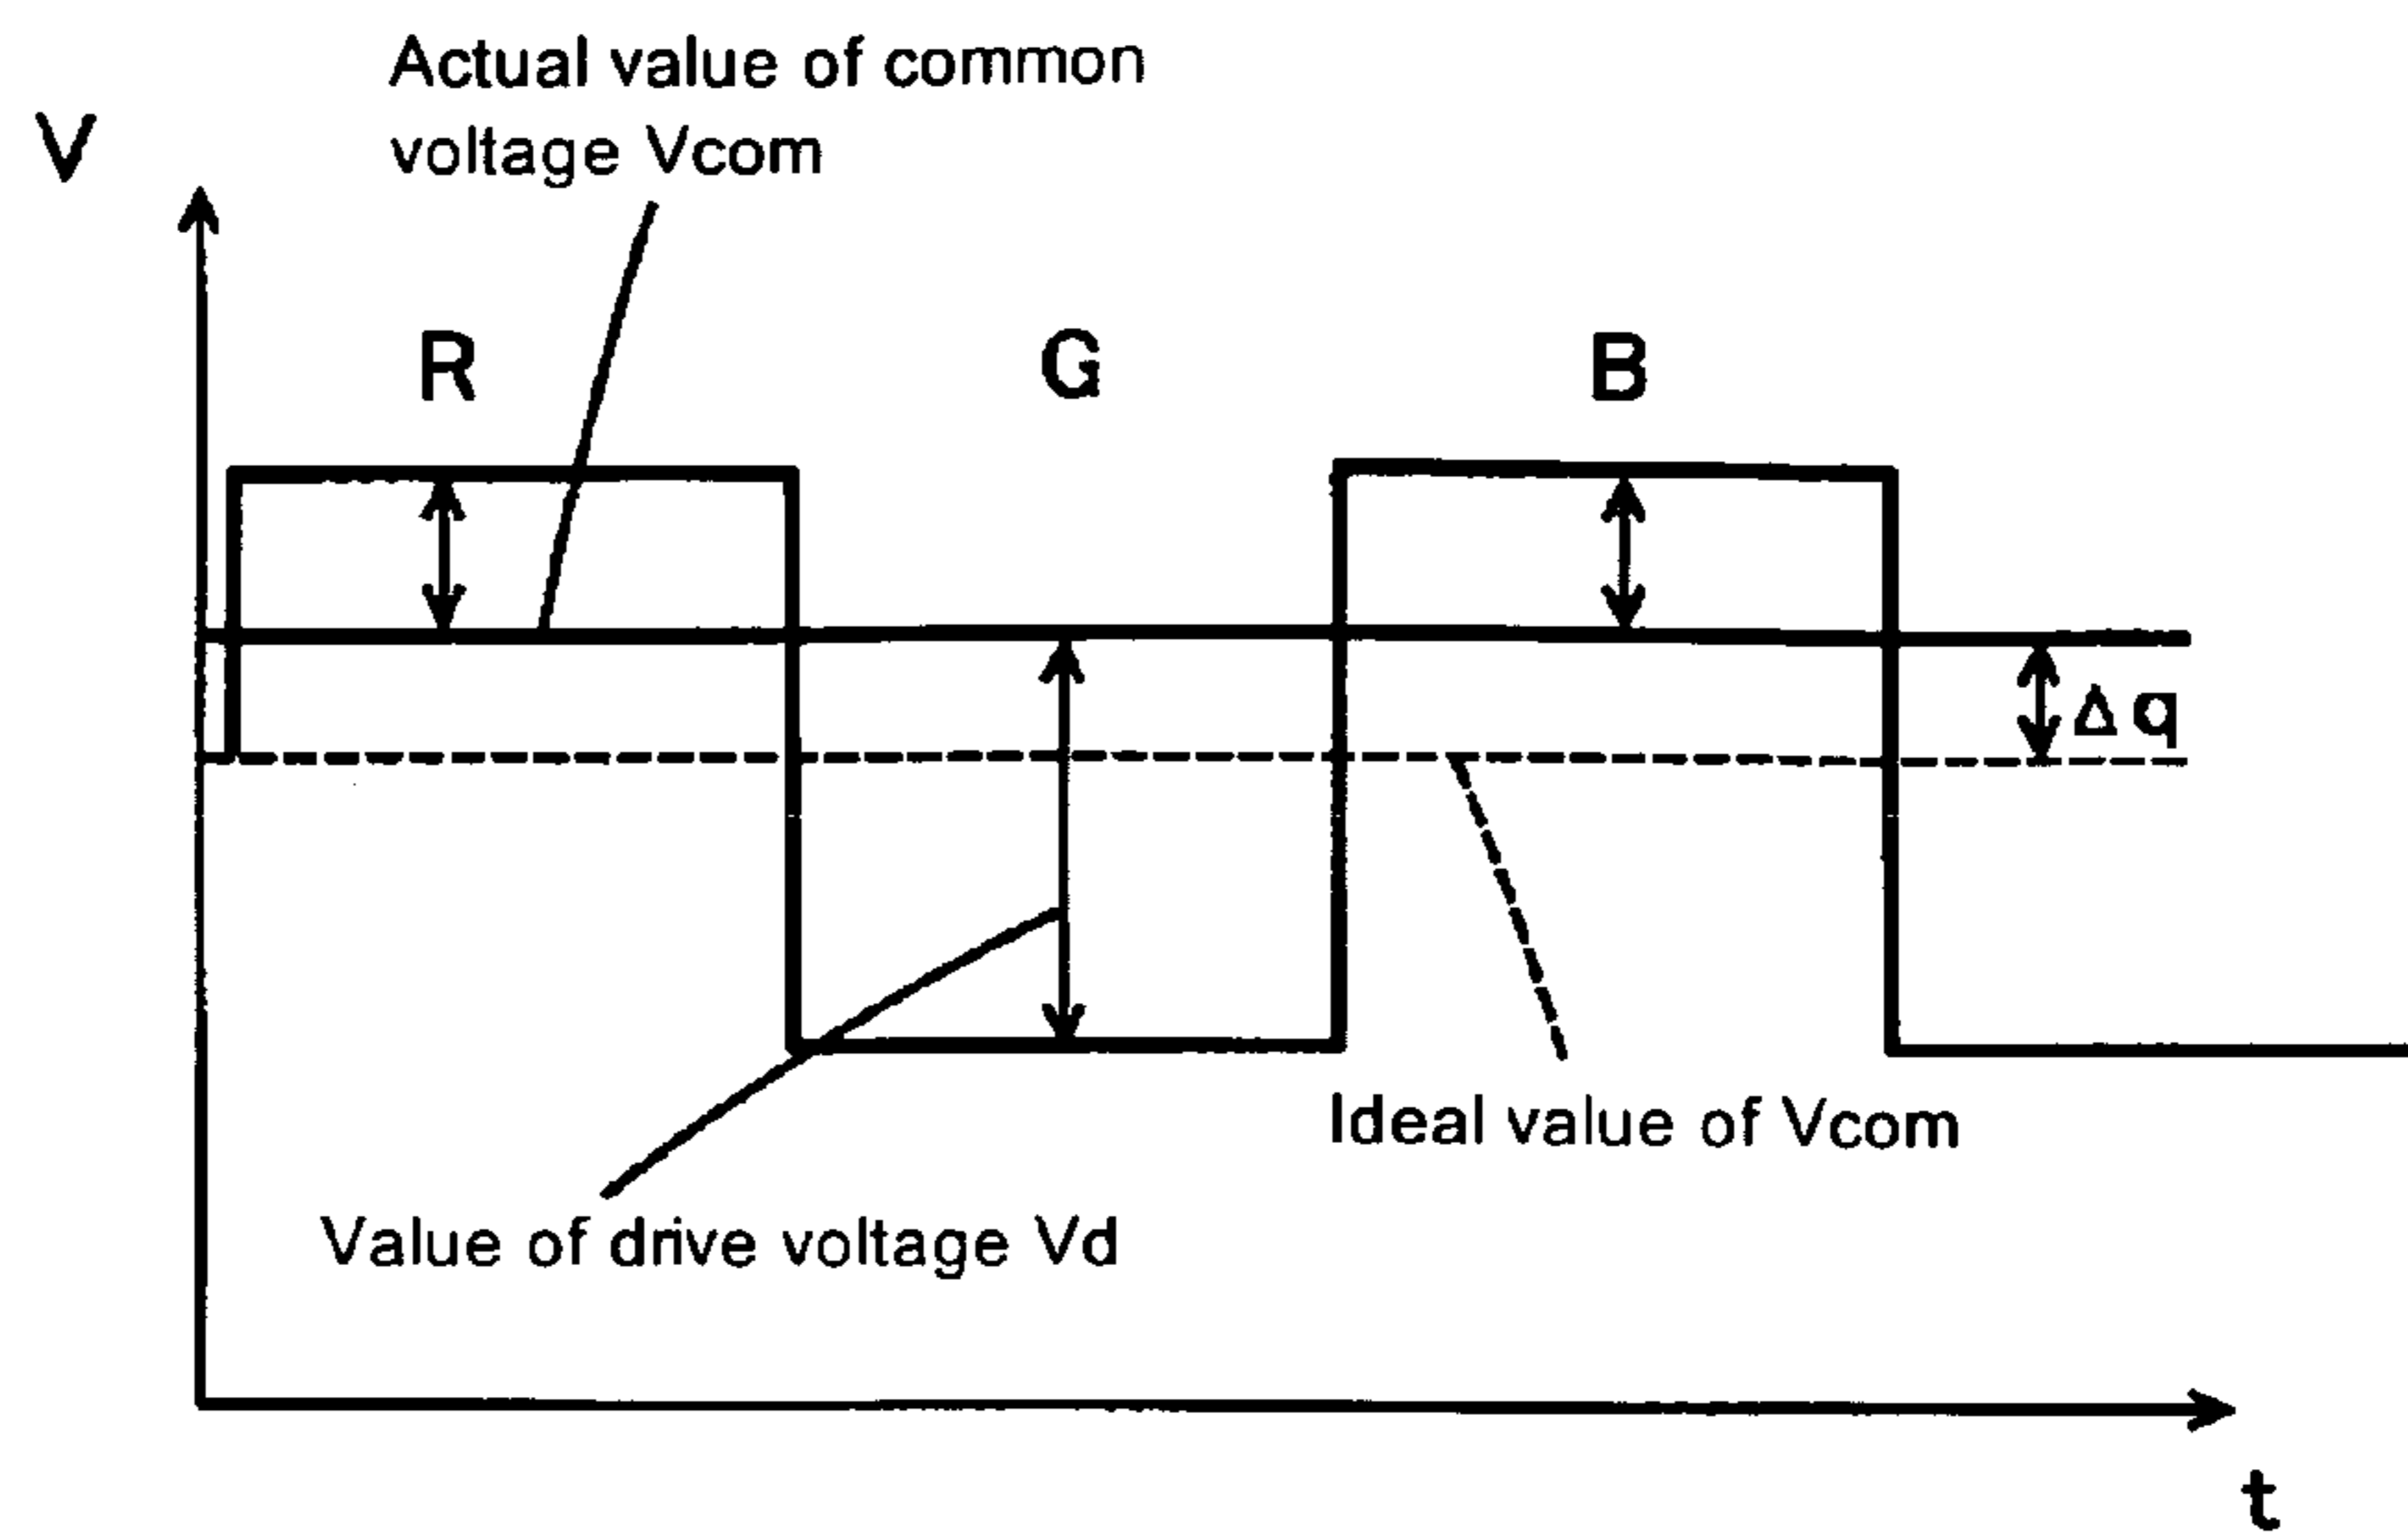 Actual value of common
voltage Vcom
V
R
G
B
Δq
Ideal value of Vcom
Value of drive voltage Vd
t